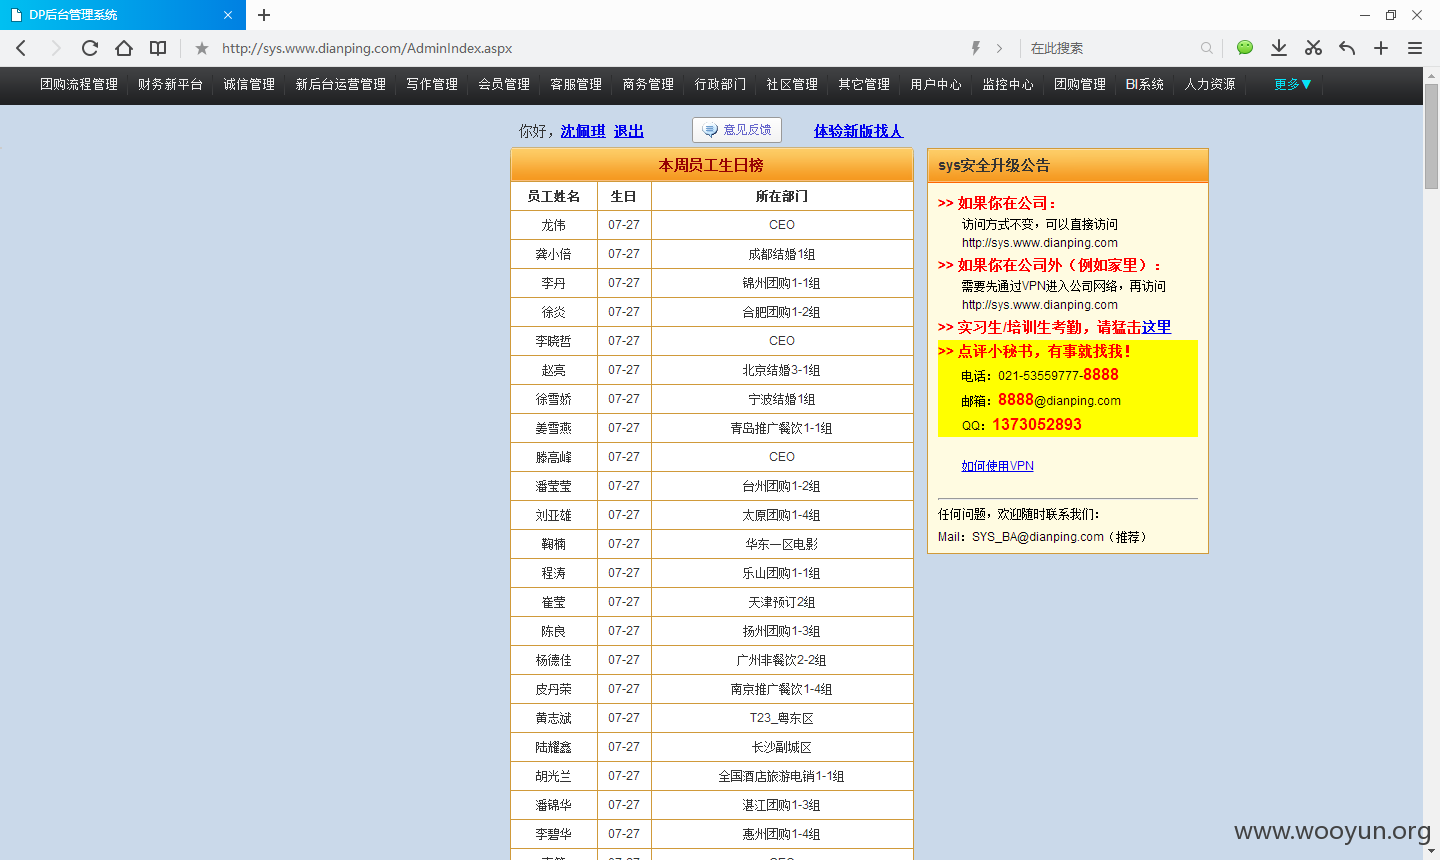 DP后台管理系统
http://sys.www.dianping.com/AdminIndex.aspx
在此搜索
团购流程管理 财务新平台 诚信管理 新后台运营管理 写作管理 会员管理 客服管理 商务管理 行政部门 社区管理 其它管理 用户中心 监控中心 团购管理 BI系统 人力资源 更多▼
你好，沈佩琪 退出 意见反馈 体验新版找人
本周员工生日榜
员工姓名 生日 所在部门
龙伟 07-27 CEO
龚小倍 07-27 成都结婚1组
李丹 07-27 锦州团购1-1组
徐炎 07-27 合肥团购1-2组
李晓哲 07-27 CEO
赵亮 07-27 北京结婚3-1组
徐雪娇 07-27 宁波结婚1组
姜雪燕 07-27 青岛推广餐饮1-1组
滕高峰 07-27 CEO
潘莹莹 07-27 台州团购1-2组
刘亚雄 07-27 太原团购1-4组
鞠楠 07-27 华东一区电影
程涛 07-27 乐山团购1-1组
崔莹 07-27 天津预订2组
陈良 07-27 扬州团购1-3组
杨德佳 07-27 广州非餐饮2-2组
皮丹荣 07-27 南京推广餐饮1-4组
黄志斌 07-27 T23_粤东区
陆耀鑫 07-27 长沙副城区
胡光兰 07-27 全国酒店旅游电销1-1组
潘锦华 07-27 湛江团购1-3组
李碧华 07-27 惠州团购1-4组
sys安全升级公告
>> 如果你在公司：
访问方式不变，可以直接访问
http://sys.www.dianping.com
>> 如果你在公司外（例如家里）：
需要先通过VPN进入公司网络，再访问
http://sys.www.dianping.com
>> 实习生/培训生考勤，请猛击这里
>> 点评小秘书，有事就找我！
电话：021-53559777-8888
邮箱：8888@dianping.com
QQ：1373052893
如何使用VPN
任何问题，欢迎随时联系我们：
Mail：SYS_BA@dianping.com（推荐）
www.wooyun.org